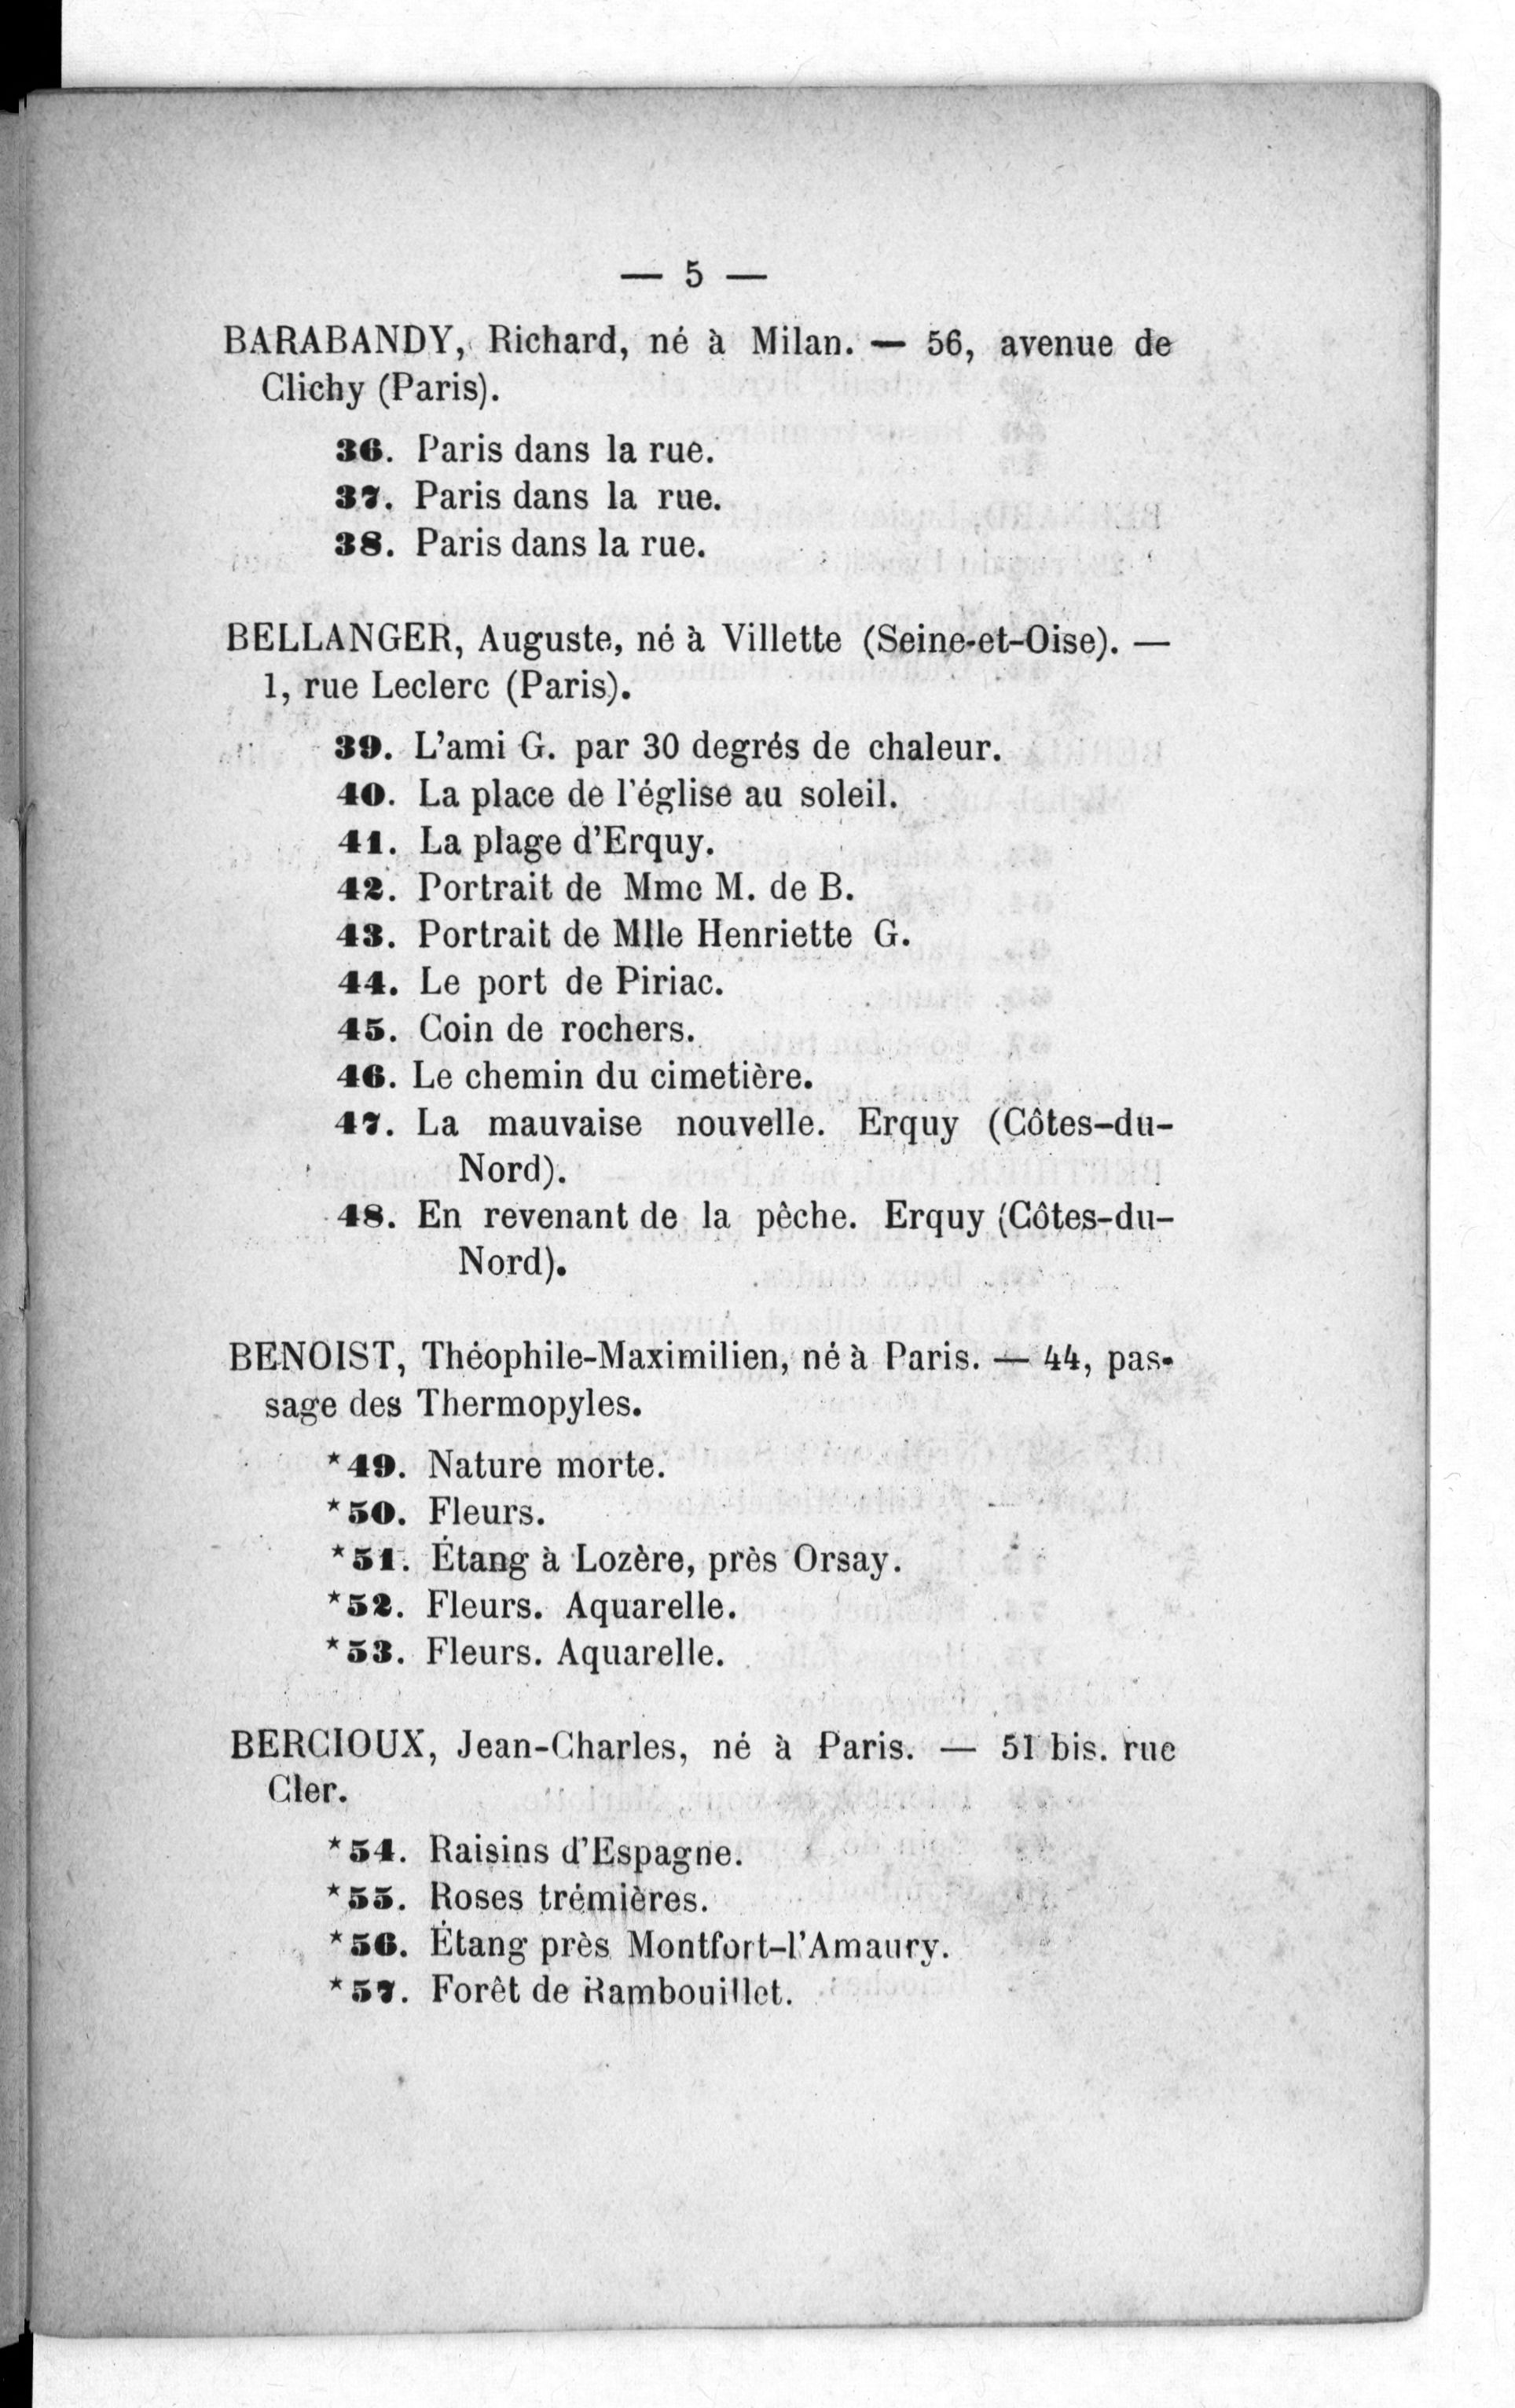 — 5 —
BARABANDY, Richard, né à Milan. — 56, avenue de
Clichy (Paris).
36. Paris dans la rue.
37. Paris dans la rue.
38. Paris dans la rue.
BELLANGER, Auguste, né à Villette (Seine-et-Oise). —
1, rue Leclerc (Paris).
39. L'ami G. par 30 degrés de chaleur.
40. La place de l'église au soleil.
41. La plage d'Erquy.
42. Portrait de Mme M. de B.
43. Portrait de Mlle Henriette G.
44. Le port de Piriac.
45. Coin de rochers.
46. Le chemin du cimetière.
47. La mauvaise nouvelle. Erquy (Côtes-du-
Nord).
48. En revenant de la pêche. Erquy (Côtes-du-
Nord).
BENOIST, Théophile-Maximilien, né à Paris. — 44, pas-
sage des Thermopyles.
*49. Nature morte.
*50. Fleurs.
*51. Étang à Lozère, près Orsay.
*52. Fleurs. Aquarelle.
*53. Fleurs. Aquarelle.
BERCIOUX, Jean-Charles, né à Paris. — 51 bis. rue
Cler.
*54. Raisins d'Espagne.
*55. Roses trémières.
*56. Étang près Montfort-l'Amaury.
*57. Forêt de Rambouillet.